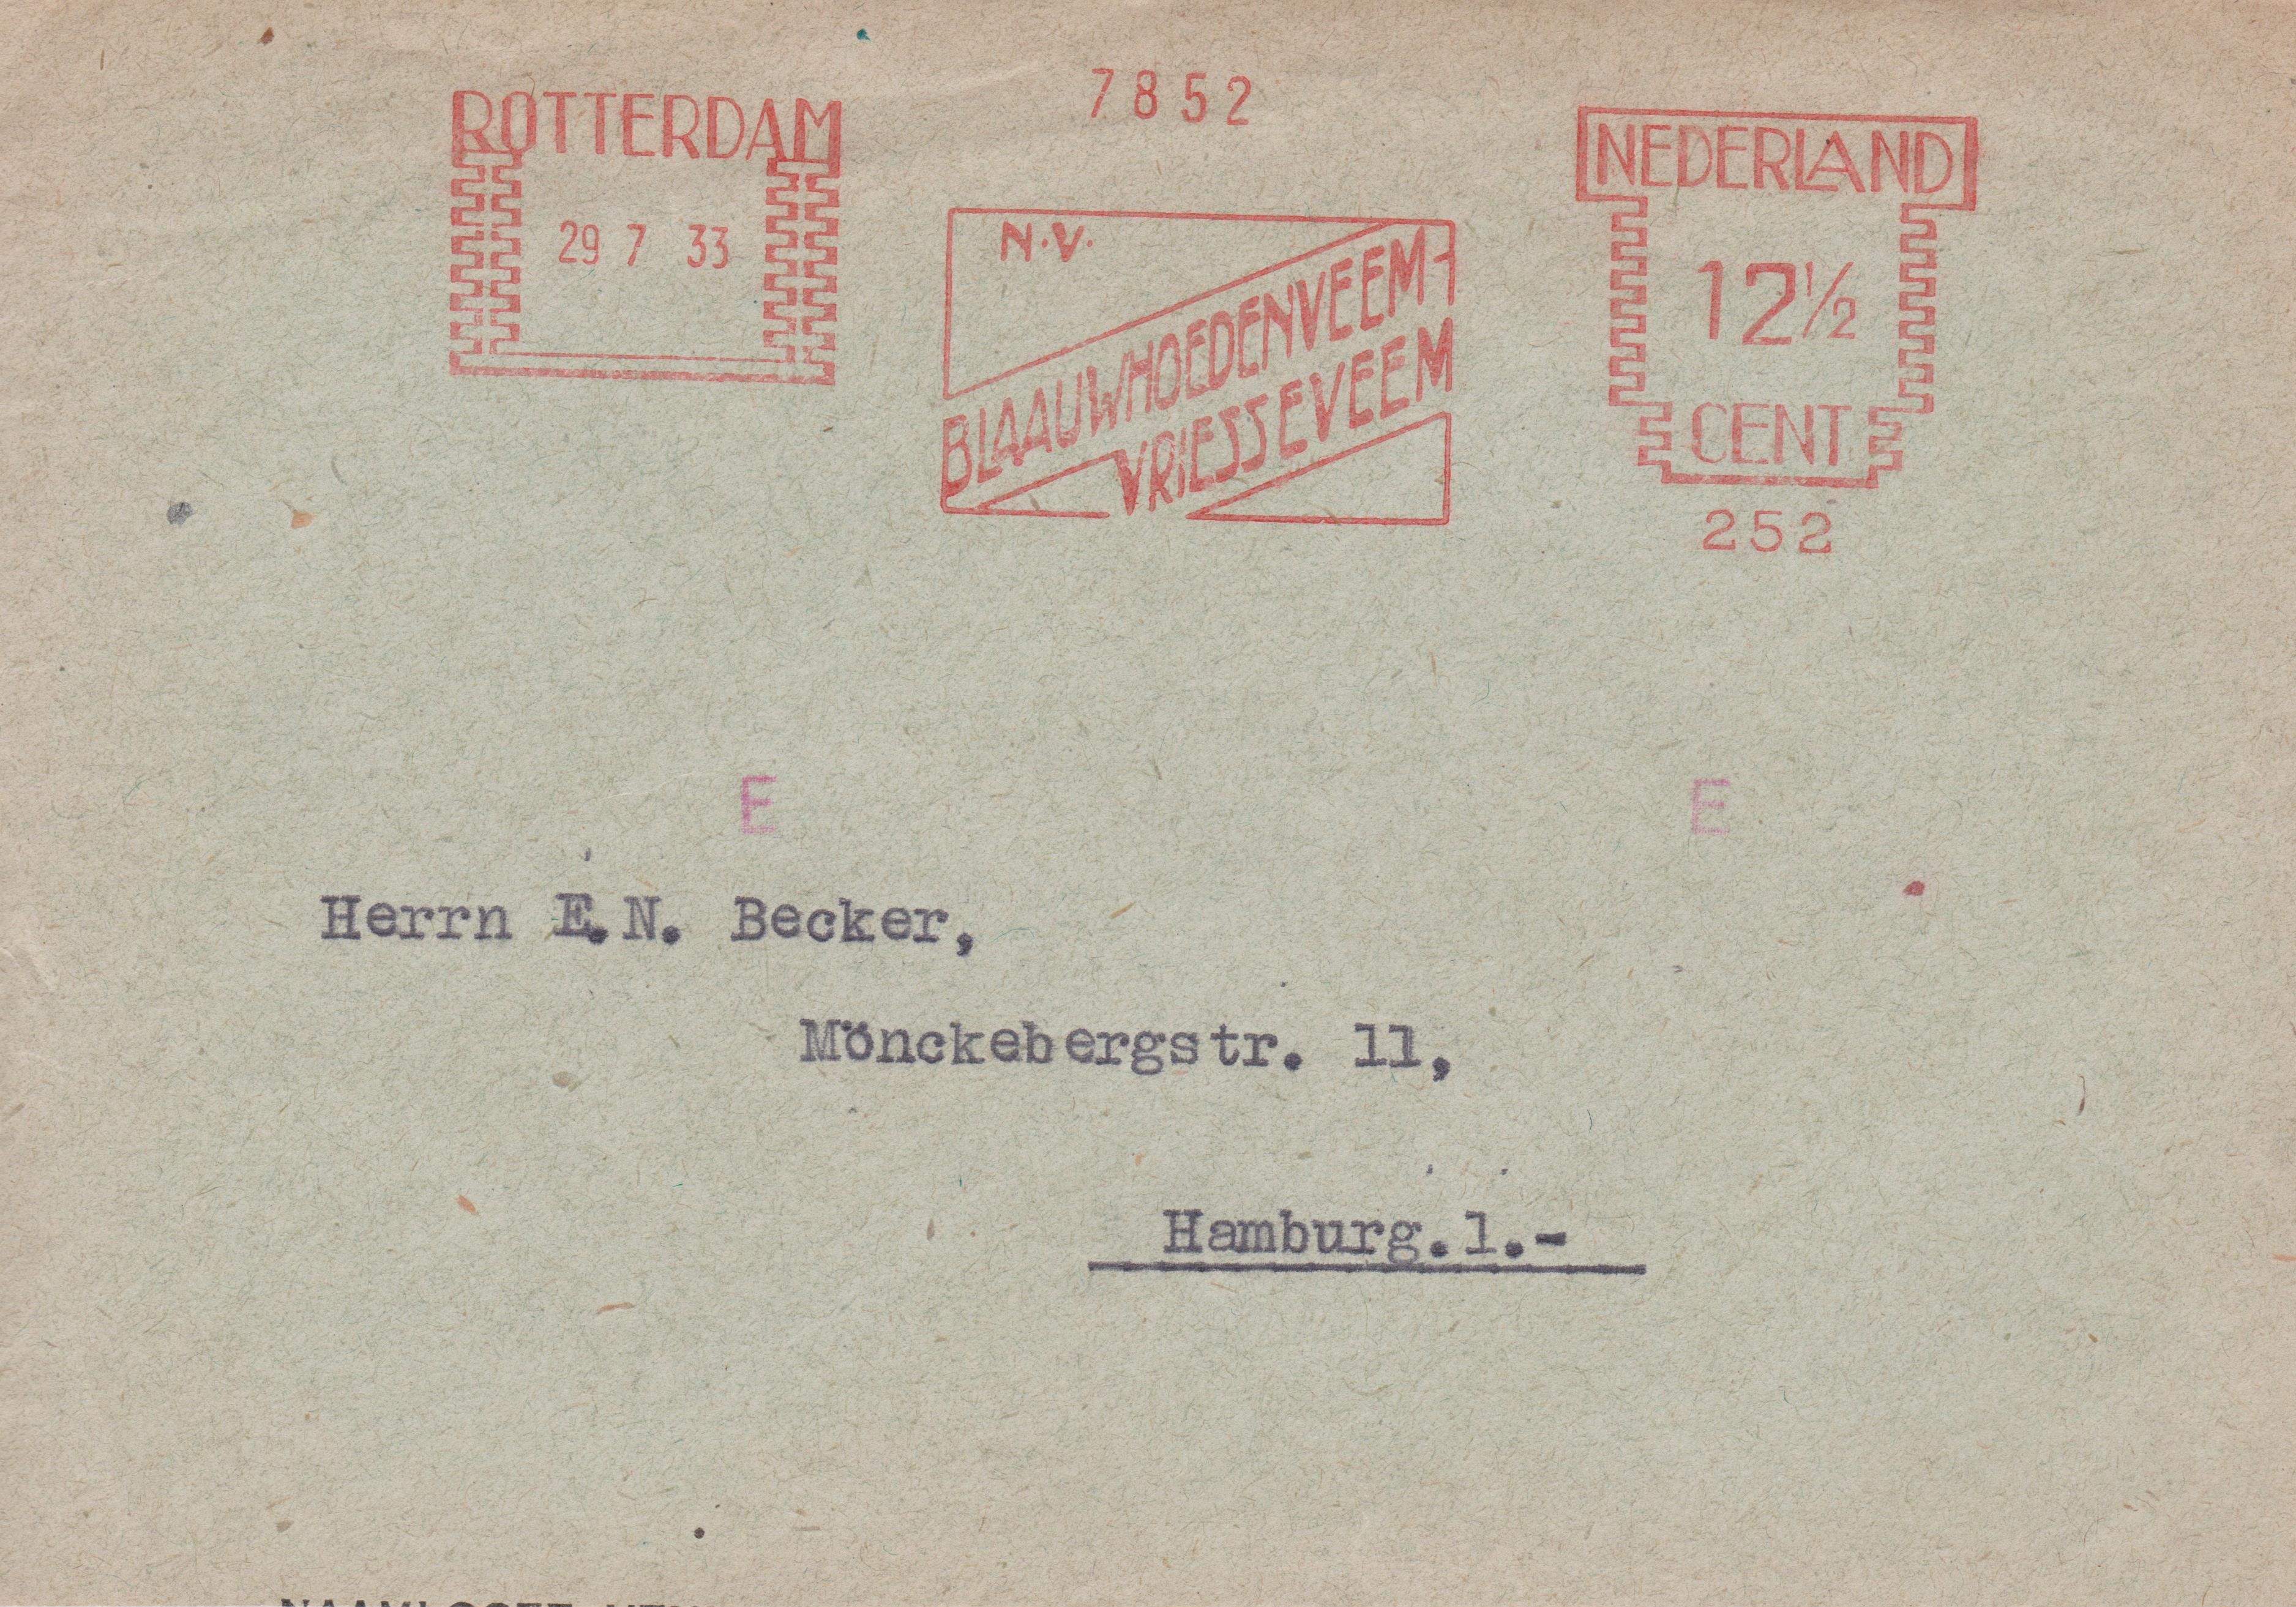 7852
ROTTERDAM
29 7 33
N.V.
BLAAUWHOEDENVEEM-
VRIESSEVEEM
NEDERLAND
12½
CENT
252
E E
Herrn E.N. Becker,
Mönckebergstr. 11,
Hamburg.1.-